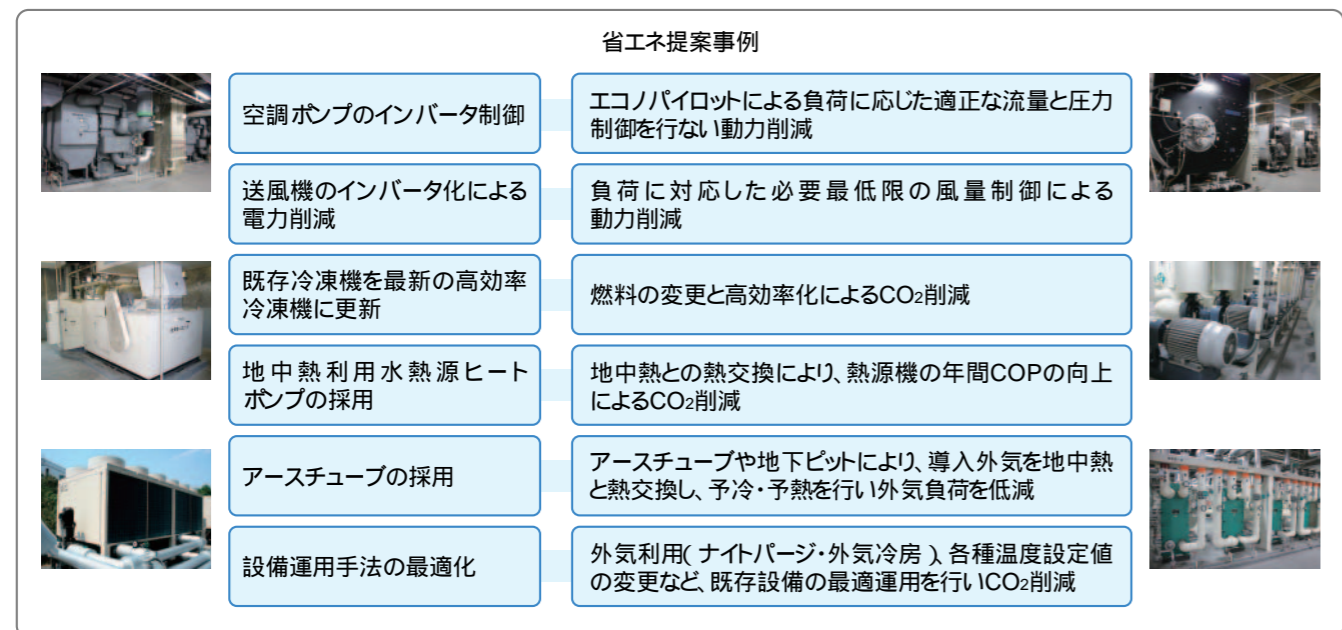 省エネ提案事例
空調ポンプのインバータ制御
エコノパイロットによる負荷に応じた適正な流量と圧力
制御を行ない動力削減
送風機のインバータ化による
電力削減
負荷に対応した必要最低限の風量制御による
動力削減
既存冷凍機を最新の高効率
冷凍機に更新
燃料の変更と高効率化によるCO2削減
地中熱利用水熱源ヒート
ポンプの採用
地中熱との熱交換により、熱源機の年間COPの向上
によるCO2削減
アースチューブの採用
アースチューブや地下ピットにより、導入外気を地中熱
と熱交換し、予冷・予熱を行い外気負荷を低減
設備運用手法の最適化
外気利用(ナイトパージ・外気冷房)、各種温度設定値
の変更など、既存設備の最適運用を行いCO2削減